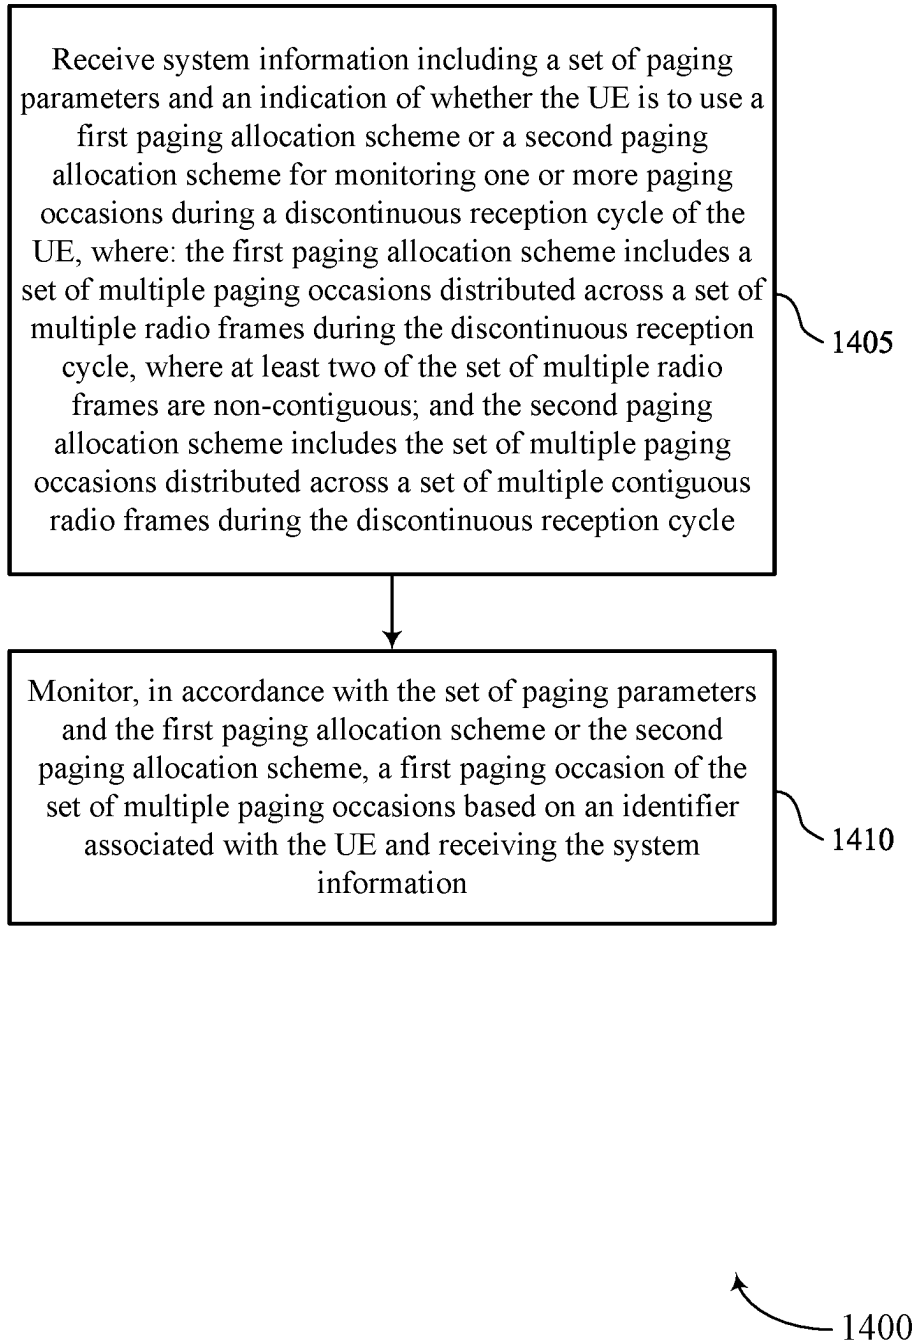 Receive system information including a set of paging
parameters and an indication of whether the UE is to use a
first paging allocation scheme or a second paging
allocation scheme for monitoring one or more paging
occasions during a discontinuous reception cycle of the
UE, where: the first paging allocation scheme includes a
set of multiple paging occasions distributed across a set of
multiple radio frames during the discontinuous reception
cycle, where at least two of the set of multiple radio
frames are non-contiguous; and the second paging
allocation scheme includes the set of multiple paging
occasions distributed across a set of multiple contiguous
radio frames during the discontinuous reception cycle
1405
Monitor, in accordance with the set of paging parameters
and the first paging allocation scheme or the second
paging allocation scheme, a first paging occasion of the
set of multiple paging occasions based on an identifier
associated with the UE and receiving the system
information
1410
1400